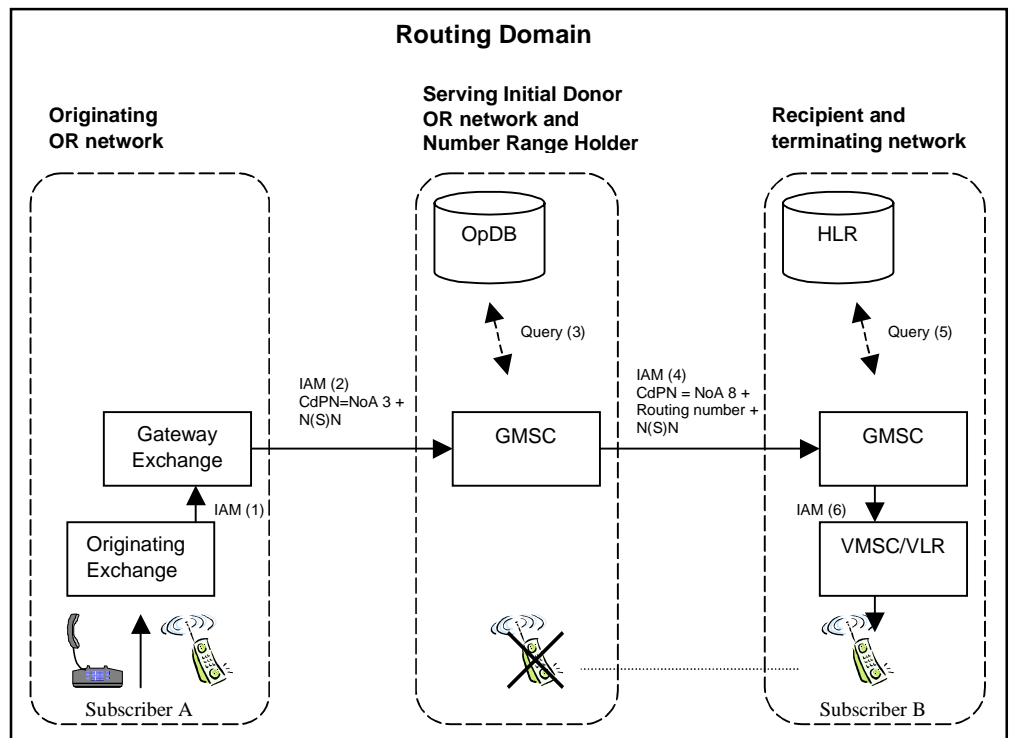 Routing Domain
Originating
OR network
Serving Initial Donor
OR network and
Number Range Holder
Recipient and
terminating network
OpDB
HLR
Query (3)
Query (5)
IAM (2)
CdPN=NoA 3 +
N(S)N
IAM (4)
CdPN = NoA 8 +
Routing number +
N(S)N
Gateway
Exchange
GMSC
GMSC
IAM (1)
IAM (6)
Originating
Exchange
VMSC/VLR
Subscriber A
Subscriber B